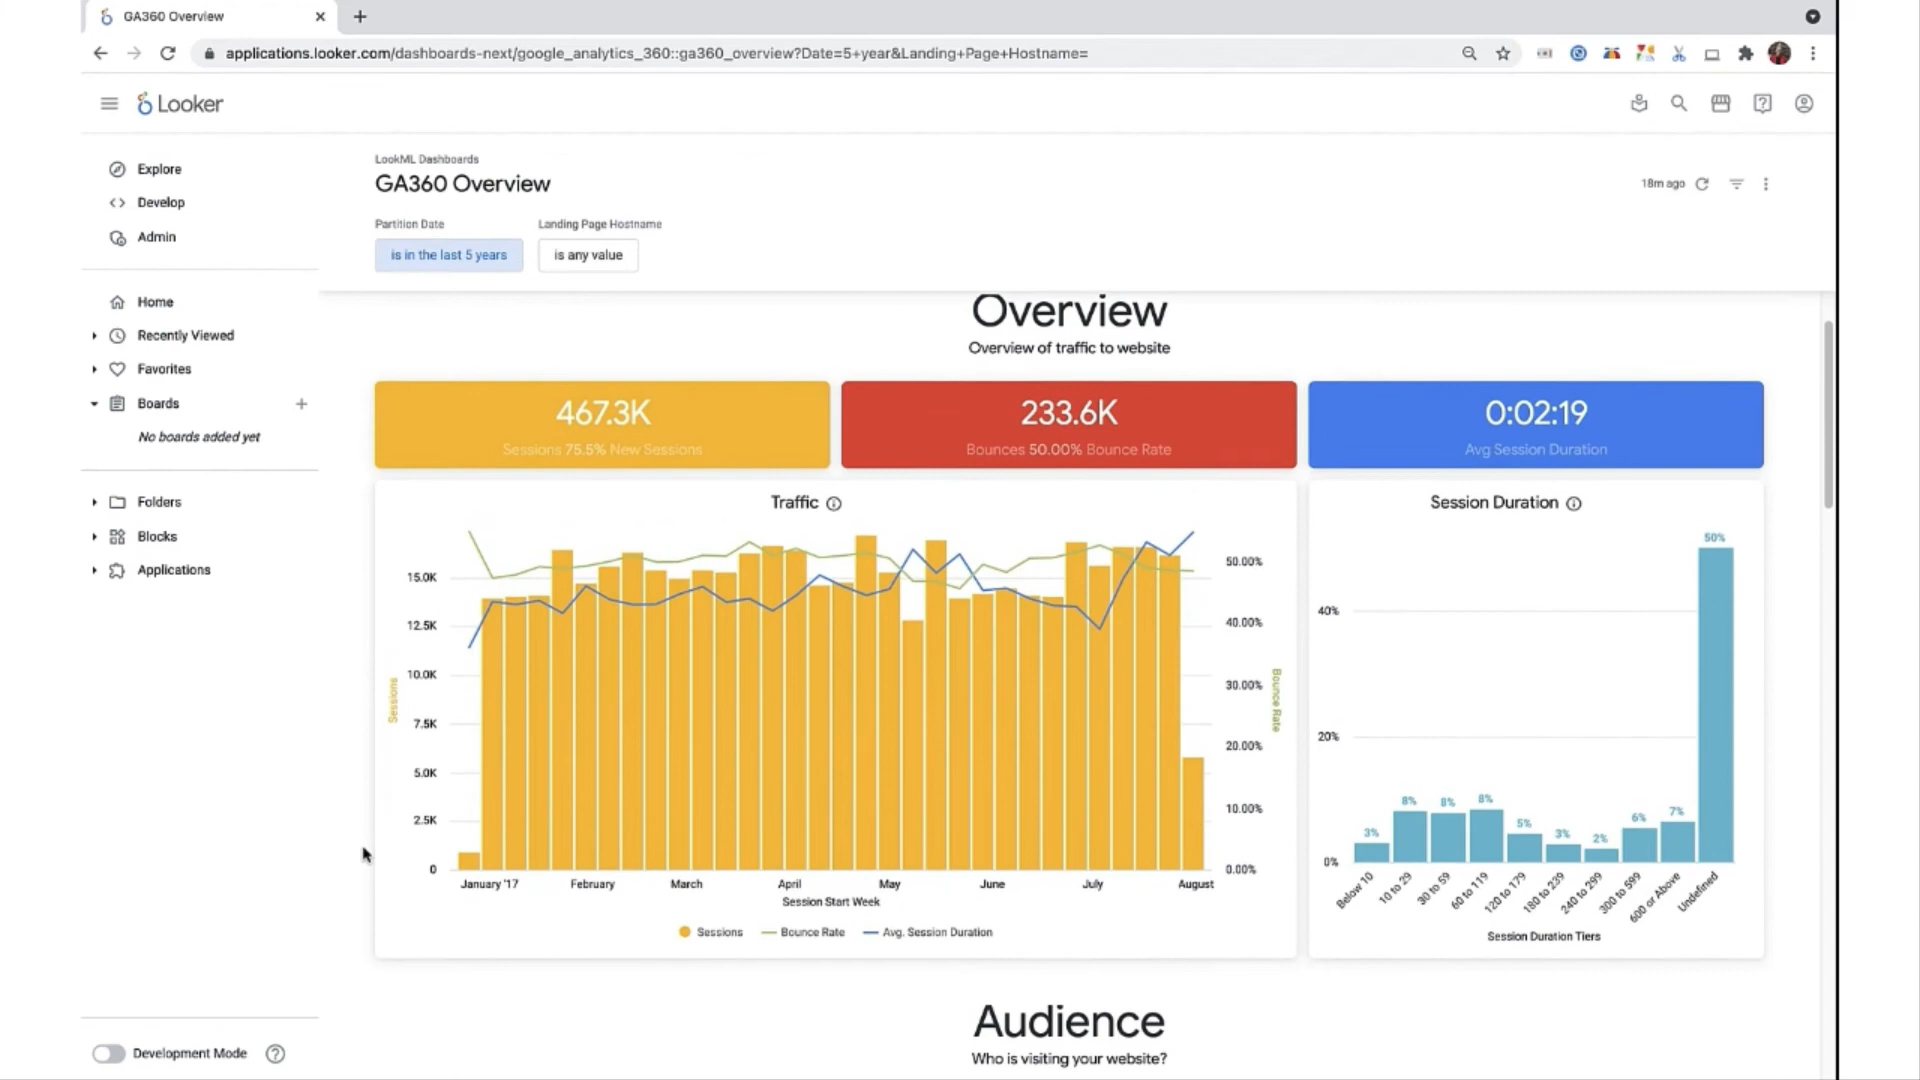 GA360 Overview
applications.looker.com/dashboards-next/google_analytics_360::ga360_overview?Date=5+year&Landing+Page+Hostname=
Looker
Explore
Develop
Admin
Home
Recently Viewed
Favorites
Boards
No boards added yet
Folders
Blocks
Applications
Development Mode
LookML Dashboards
GA360 Overview
18m ago
Partition Date
Landing Page Hostname
is in the last 5 years
is any value
Overview
Overview of traffic to website
467.3K
Sessions 75.5% New Sessions
233.6K
Bounces 50.00% Bounce Rate
0:02:19
Avg Session Duration
Traffic
15.0K
12.5K
10.0K
7.5K
5.0K
2.5K
0
Sessions
50.00%
40.00%
30.00%
20.00%
10.00%
0.00%
Bounce Rate
January '17 February March April May June July August
Session Start Week
Sessions Bounce Rate Avg. Session Duration
Session Duration
40%
20%
0%
3% 8% 8% 8% 5% 3% 2% 6% 7% 50%
Below 10 10 to 29 30 to 59 60 to 119 120 to 179 180 to 239 240 to 299 300 to 599 600 or Above Undefined
Session Duration Tiers
Audience
Who is visiting your website?